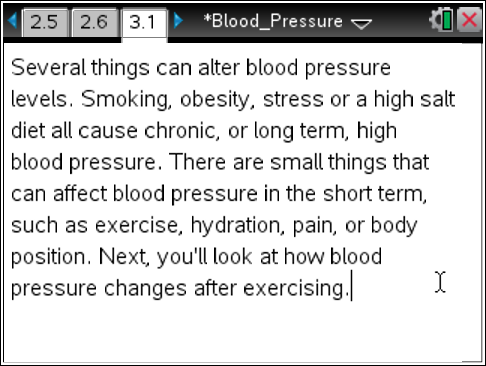 2.5 2.6 3.1 *Blood_Pressure
Several things can alter blood pressure
levels. Smoking, obesity, stress or a high salt
diet all cause chronic, or long term, high
blood pressure. There are small things that
can affect blood pressure in the short term,
such as exercise, hydration, pain, or body
position. Next, you'll look at how blood
pressure changes after exercising.